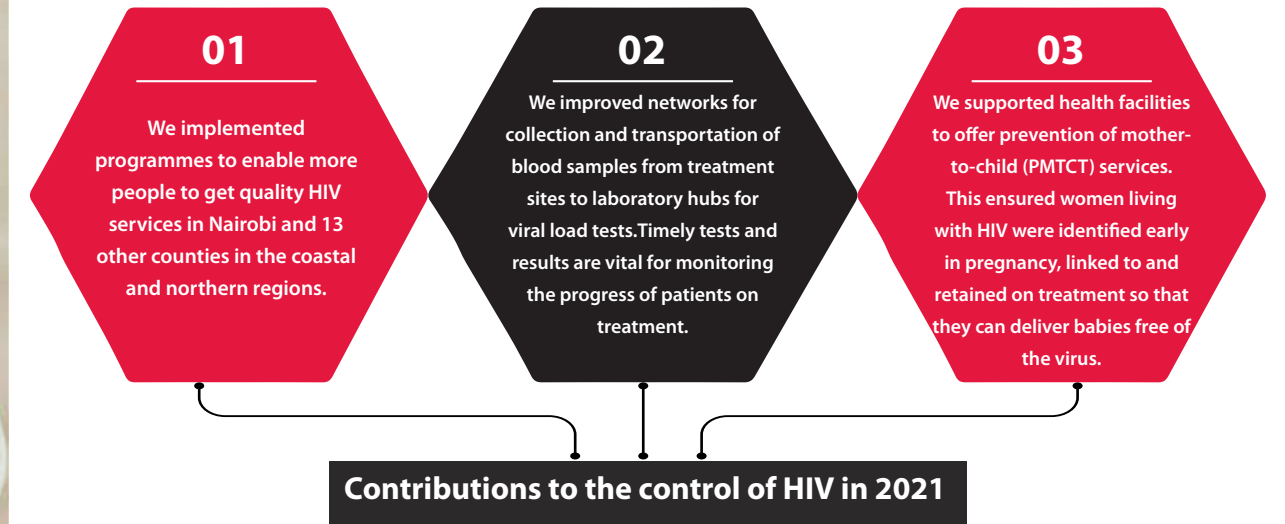 01
We implemented
programmes to enable more
people to get quality HIV
services in Nairobi and 13
other counties in the coastal
and northern regions.
02
We improved networks for
collection and transportation of
blood samples from treatment
sites to laboratory hubs for
viral load tests.Timely tests and
results are vital for monitoring
the progress of patients on
treatment.
03
We supported health facilities
to offer prevention of mother-
to-child (PMTCT) services.
This ensured women living
with HIV were identified early
in pregnancy, linked to and
retained on treatment so that
they can deliver babies free of
the virus.
Contributions to the control of HIV in 2021